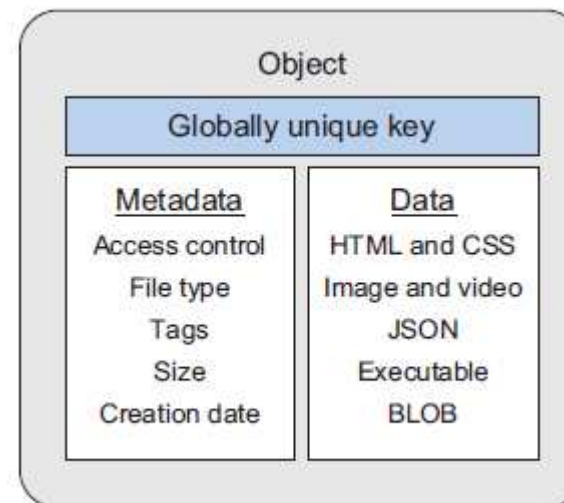 Object
Globally unique key
Metadata
Access control
File type
Tags
Size
Creation date
Data
HTML and CSS
Image and video
JSON
Executable
BLOB